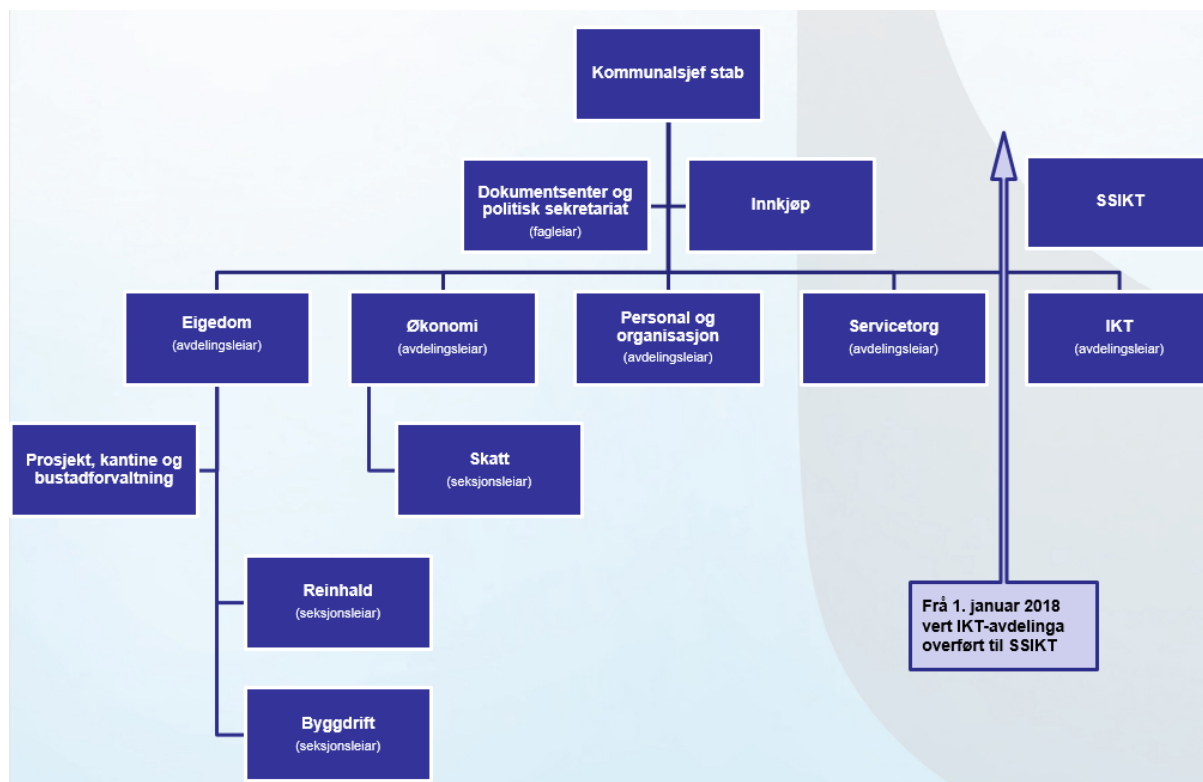 Kommunalsjef stab
Dokumentsenter og
politisk sekretariat
(fagleiar)
Innkjøp
SSIKT
Eigedom
(avdelingsleiar)
Økonomi
(avdelingsleiar)
Personal og
organisasjon
(avdelingsleiar)
Servicetorg
(avdelingsleiar)
IKT
(avdelingsleiar)
Prosjekt, kantine og
bustadforvaltning
Skatt
(seksjonsleiar)
Reinhald
(seksjonsleiar)
Frå 1. januar 2018
vert IKT-avdelinga
overført til SSIKT
Byggdrift
(seksjonsleiar)